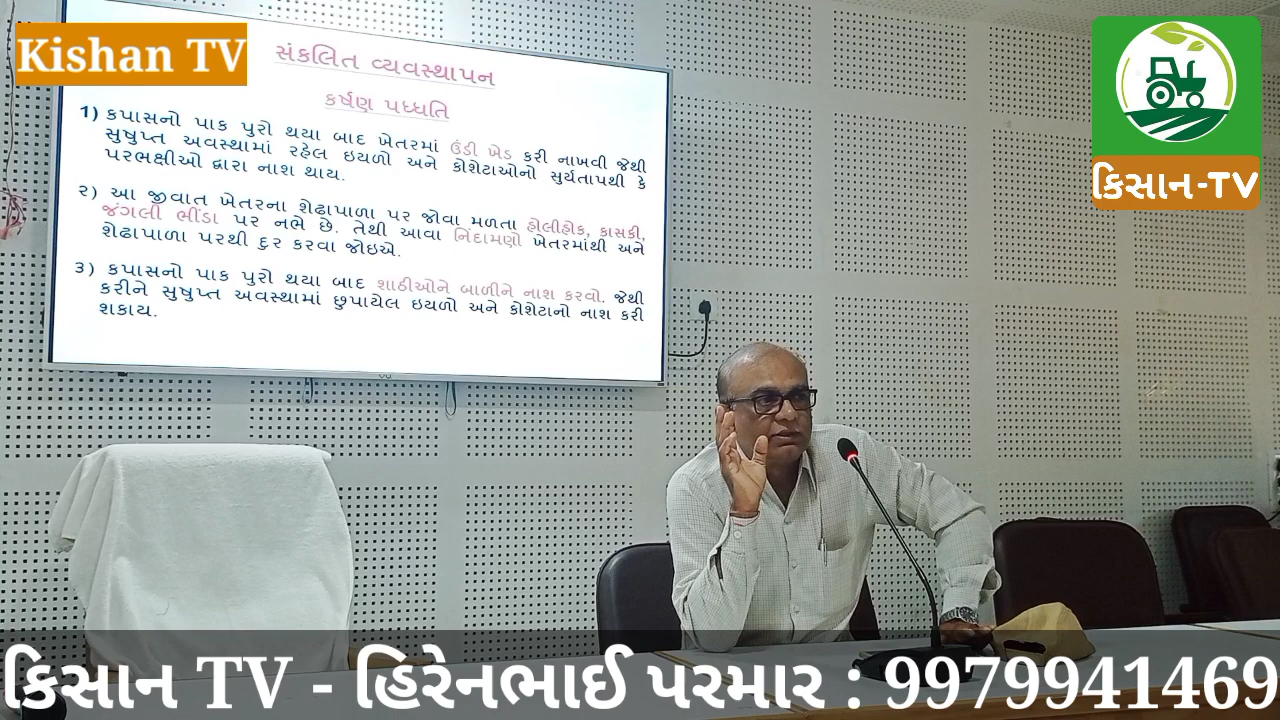 Kishan TV
સંકલિત વ્યવસ્થાપન
કર્ષણ પધ્ધતિ
1) કપાસનો પાક પુરો થયા બાદ ખેતરમાં ઉંડી ખેડ કરી નાખવી જેથી
સુષુપ્ત અવસ્થામાં રહેલ ઇયળો અને કોશેટાઓનો સુર્યતાપથી કે
પરભક્ષીઓ દ્વારા નાશ થાય.
૨) આ જીવાત ખેતરના શેઢાપાળા પર જોવા મળતા હોલીહોક, કાસકી,
જંગલી ભીંડા પર નભે છે. તેથી આવા નિંદામણો ખેતરમાંથી અને
શેઢાપાળા પરથી દુર કરવા જોઇએ.
૩) કપાસનો પાક પુરો થયા બાદ શાઠીઓને બાળીને નાશ કરવો. જેથી
કરીને સુષુપ્ત અવસ્થામાં છુપાયેલ ઇયળો અને કોશેટાનો નાશ કરી
શકાય.
કિસાન-TV
કિસાન TV - હિરેનભાઈ પરમાર : 9979941469